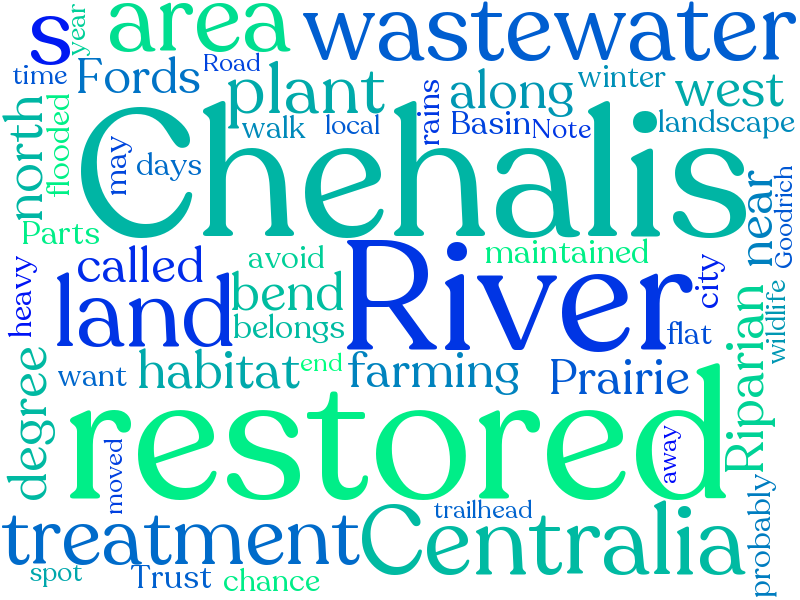 s
year
area
wastewater
time
Fords
Road
plant
along
winter
west
north
flooded
walk
local
rains
Basin
Note
landscape
may
days
Chehalis
Parts
called
avoid
maintained
near
Goodrich
heavy
land
bend
belongs
River
city
flat
wildlife
degree
want
habitat
end
farming
Prairie
Riparian
restored
moved
away
treatment
Centralia
trailhead
probably
spot
Trust
chance